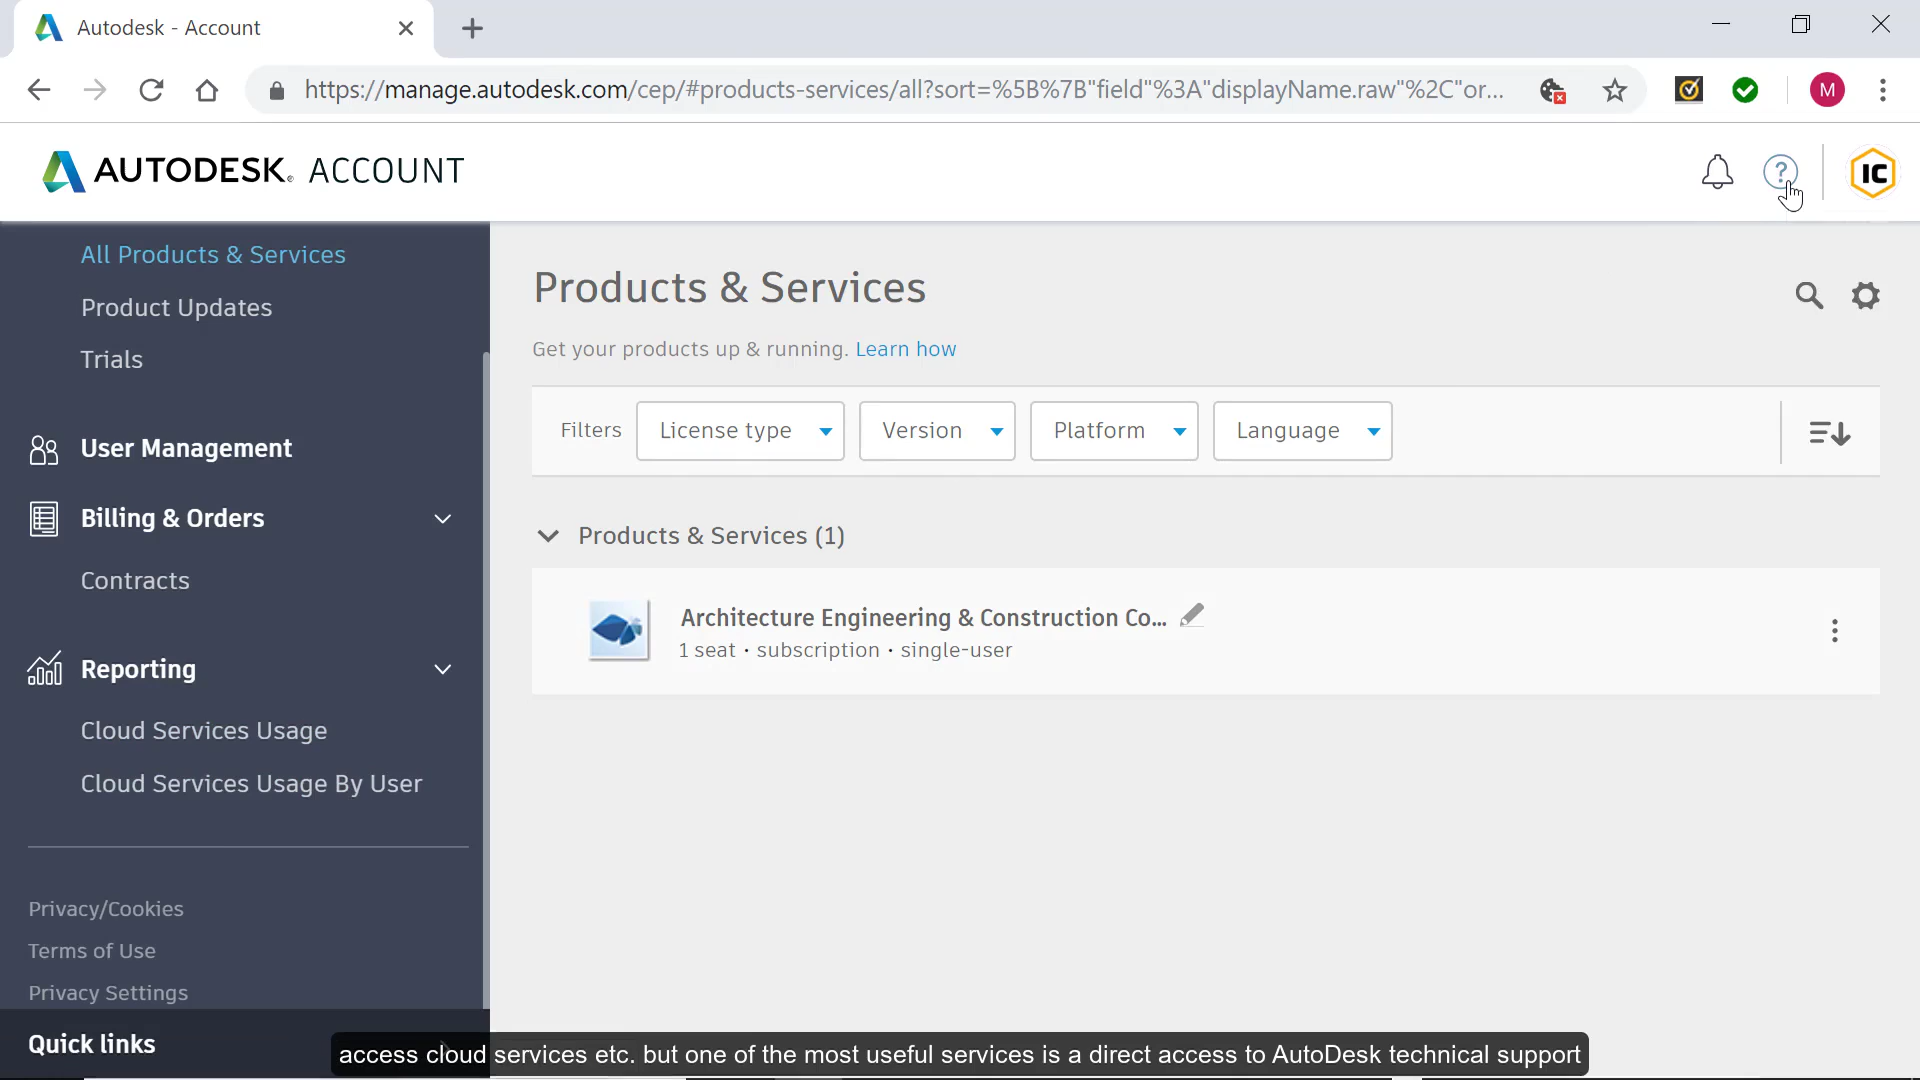 Autodesk - Account
https://manage.autodesk.com/cep/#products-services/all?sort=%5B%7B"field"%3A"displayName.raw"%2C"or...
M
AUTODESK. ACCOUNT
?
IC
All Products & Services
Product Updates
Trials
User Management
Billing & Orders
Contracts
Reporting
Cloud Services Usage
Cloud Services Usage By User
Privacy/Cookies
Terms of Use
Privacy Settings
Quick links
Products & Services
Get your products up & running. Learn how
Filters License type Version Platform Language
Products & Services (1)
Architecture Engineering & Construction Co...
1 seat · subscription · single-user
access cloud services etc. but one of the most useful services is a direct access to AutoDesk technical support